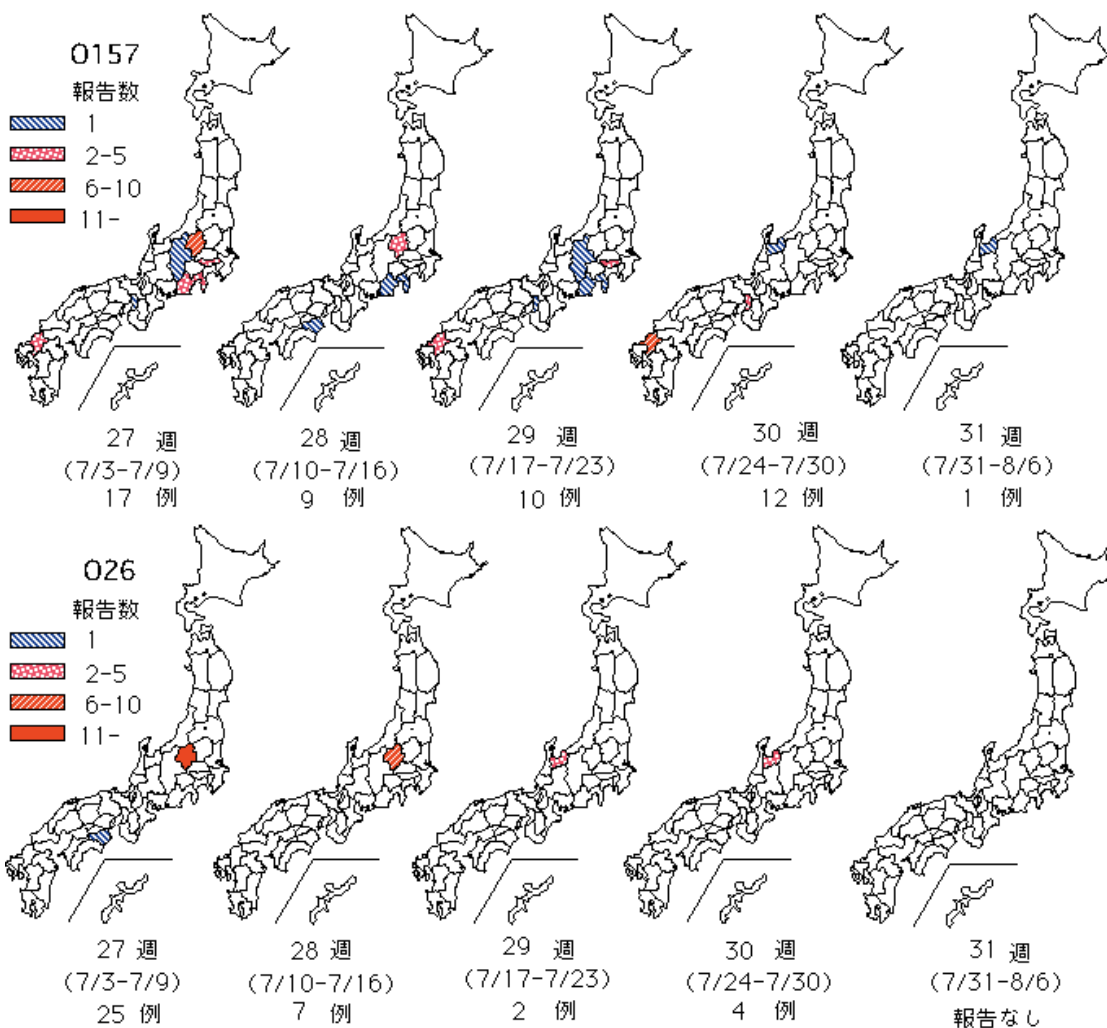 O157
報告数
1
2-5
6-10
11-
27 週
(7/3-7/9)
17 例
28 週
(7/10-7/16)
9 例
29 週
(7/17-7/23)
10 例
30 週
(7/24-7/30)
12 例
31 週
(7/31-8/6)
1 例
O26
報告数
1
2-5
6-10
11-
27 週
(7/3-7/9)
25 例
28 週
(7/10-7/16)
7 例
29 週
(7/17-7/23)
2 例
30 週
(7/24-7/30)
4 例
31 週
(7/31-8/6)
報告なし